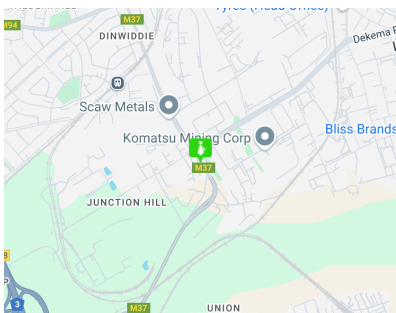 M94
M37
Tyres (Head Office)
DINWIDDIE
Dekema R
Scaw Metals
Komatsu Mining Corp
Bliss Brands
M37
JUNCTION HILL
3
M37
UNION